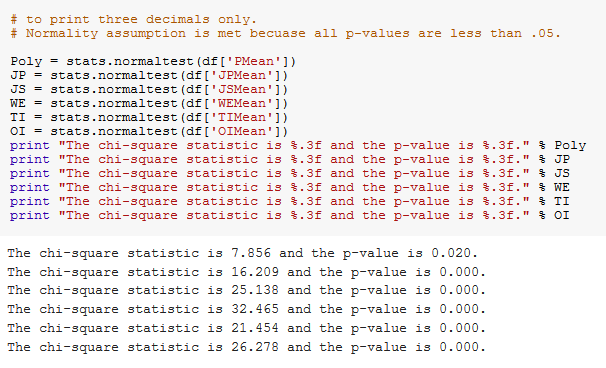 # to print three decimals only.
# Normality assumption is met becuase all p-values are less than .05.
Poly = stats.normaltest(df['PMean'])
JP = stats.normaltest(df['JPMean'])
JS = stats.normaltest(df['JSMean'])
WE = stats.normaltest(df['WEMean'])
TI = stats.normaltest(df['TIMean'])
OI = stats.normaltest(df['OIMean'])
print "The chi-square statistic is %.3f and the p-value is %.3f." % Poly
print "The chi-square statistic is %.3f and the p-value is %.3f." % JP
print "The chi-square statistic is %.3f and the p-value is %.3f." % JS
print "The chi-square statistic is %.3f and the p-value is %.3f." % WE
print "The chi-square statistic is %.3f and the p-value is %.3f." % TI
print "The chi-square statistic is %.3f and the p-value is %.3f." % OI
The chi-square statistic is 7.856 and the p-value is 0.020.
The chi-square statistic is 16.209 and the p-value is 0.000.
The chi-square statistic is 25.138 and the p-value is 0.000.
The chi-square statistic is 32.465 and the p-value is 0.000.
The chi-square statistic is 21.454 and the p-value is 0.000.
The chi-square statistic is 26.278 and the p-value is 0.000.